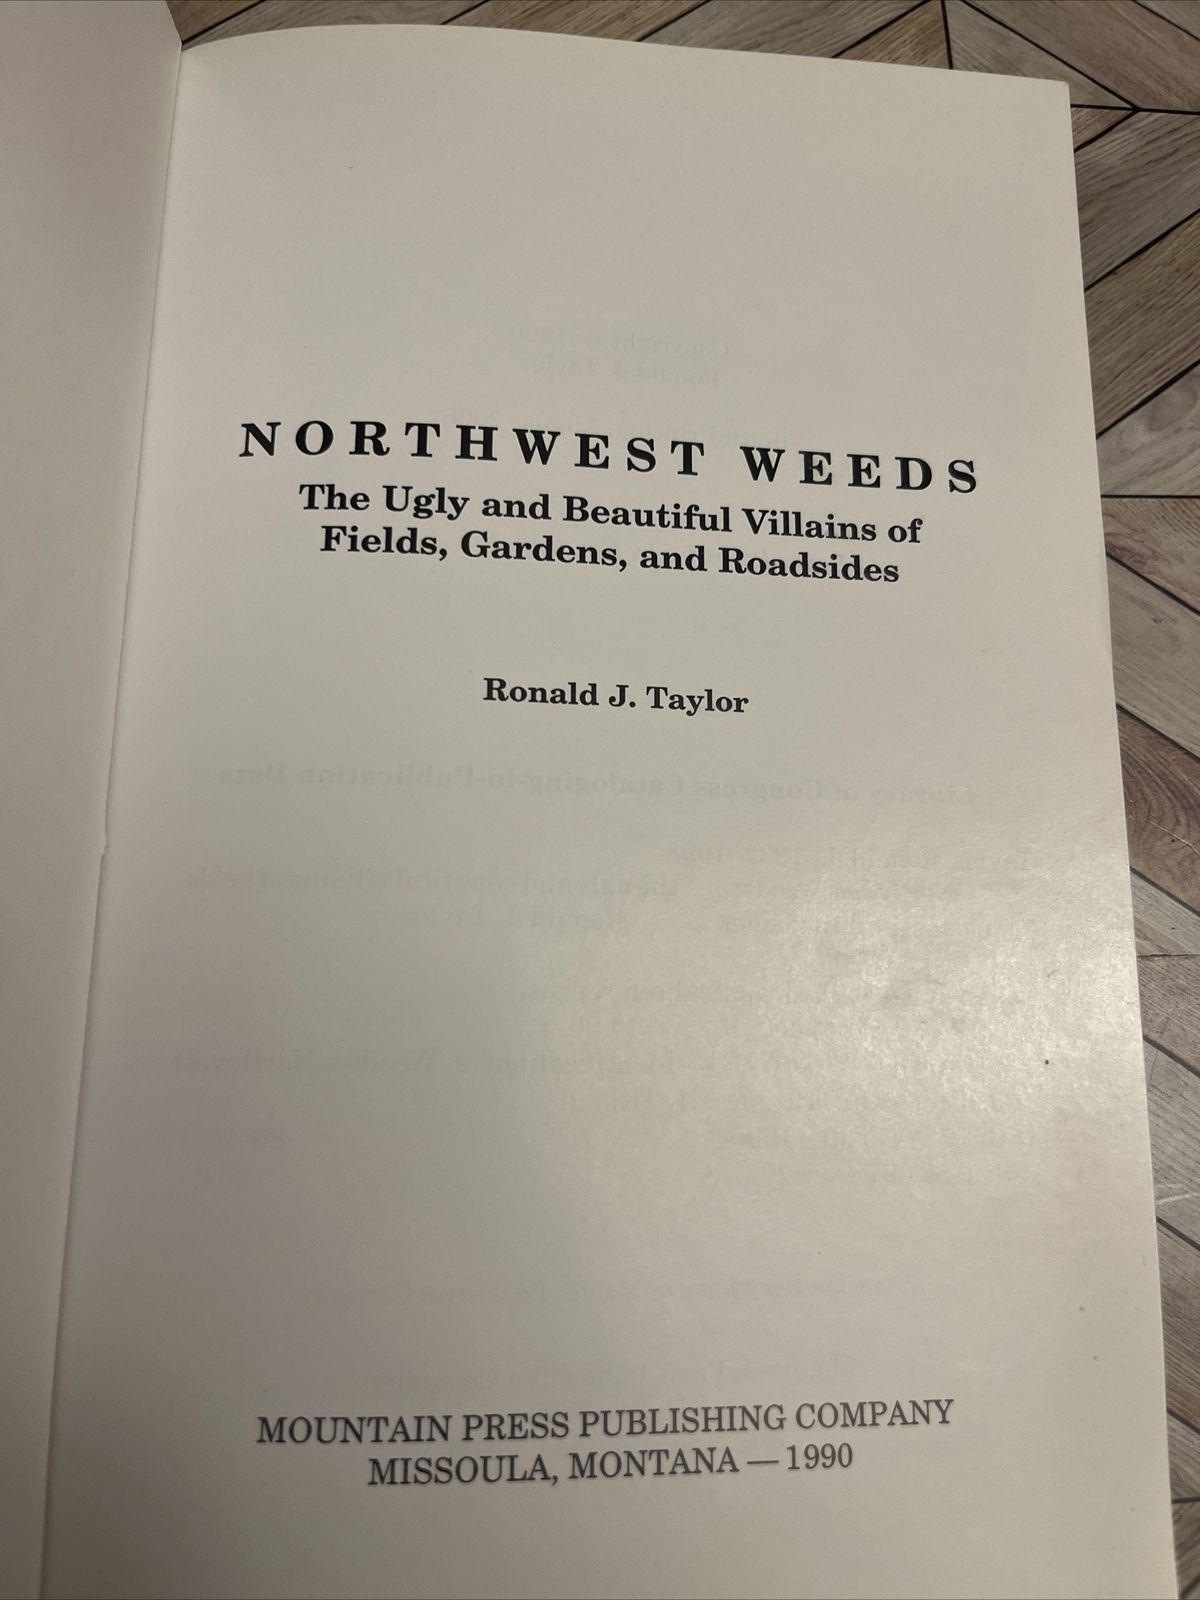 NORTHWEST WEEDS
The Ugly and Beautiful Villains of
Fields, Gardens, and Roadsides
Ronald J. Taylor
MOUNTAIN PRESS PUBLISHING COMPANY
MISSOULA, MONTANA — 1990